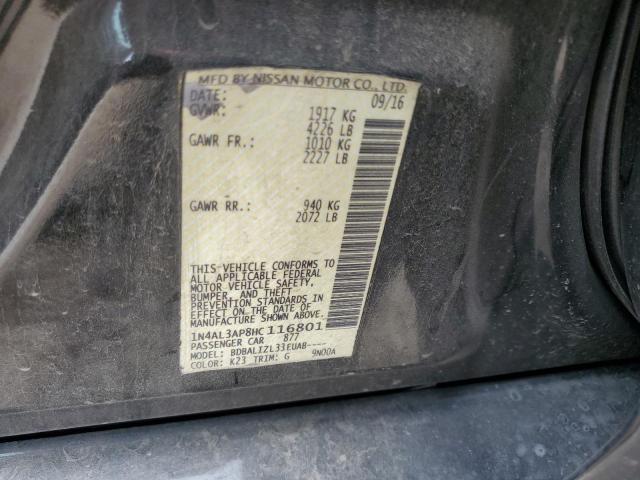 MFD BY NISSAN MOTOR CO., LTD.
DATE: 09/16
GVWR: 1917 KG
4226 LB
GAWR FR.: 1010 KG
2227 LB
GAWR RR.: 940 KG
2072 LB
THIS VEHICLE CONFORMS TO
ALL APPLICABLE FEDERAL
MOTOR VEHICLE SAFETY,
BUMPER, AND THEFT
PREVENTION STANDARDS IN
EFFECT ON THE DATE OF
MANUFACTURE SHOWN ABOVE.
1N4AL3AP8HC116801
PASSENGER CAR 877
MODEL: BDBALIZL33EUAB----
COLOR: K23 TRIM: G 9N00A